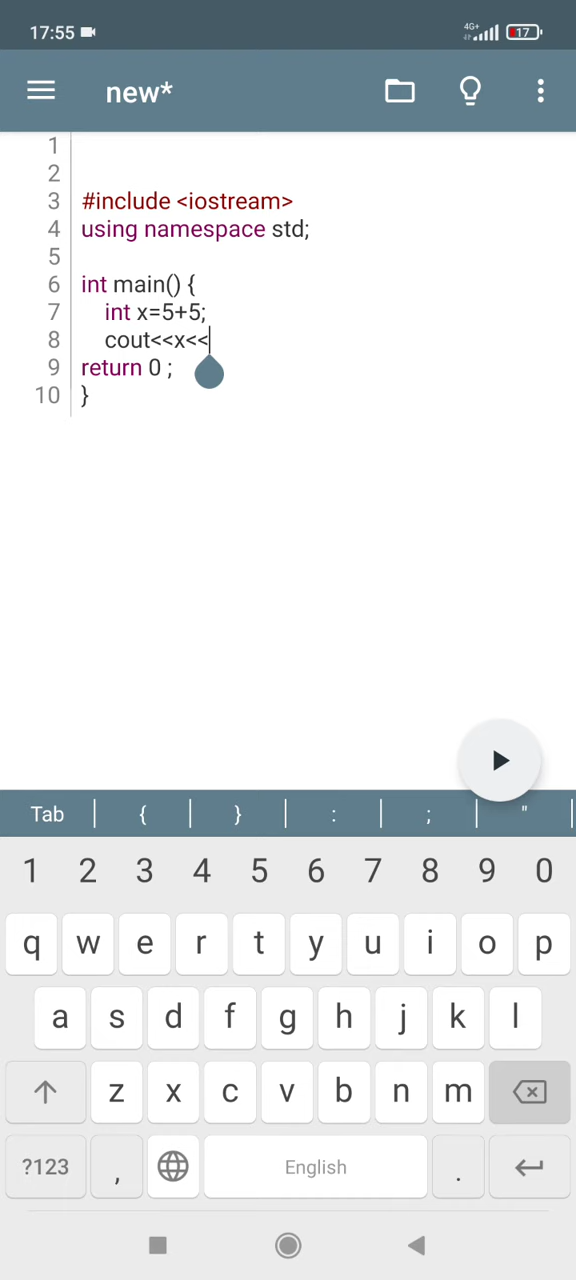 17:55 4G+ 17
new*
1
2
3 #include <iostream>
4 using namespace std;
5
6 int main() {
7 int x=5+5;
8 cout<<x<<
9 return 0 ;
10 }
Tab { } : ; "
1 2 3 4 5 6 7 8 9 0
q w e r t y u i o p
a s d f g h j k l
z x c v b n m
?123 , English .